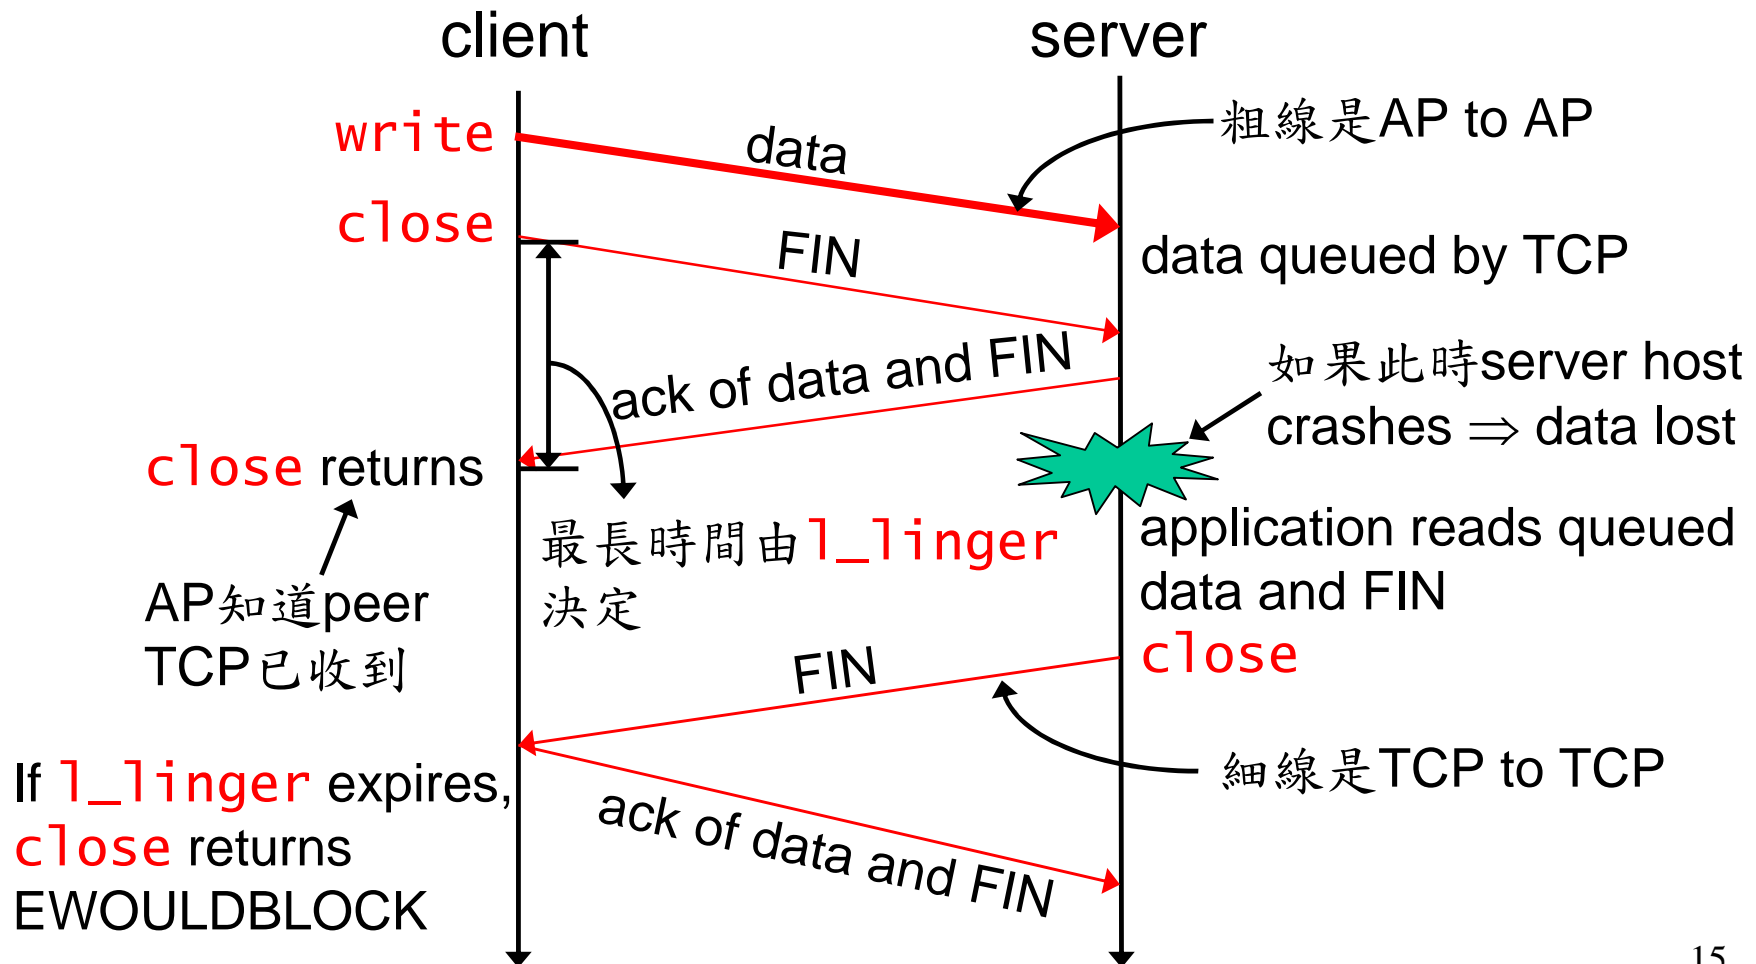 client
server
write
data
粗線是AP to AP
close
FIN
data queued by TCP
ack of data and FIN
如果此時server host
crashes ⇒ data lost
close returns
最長時間由l_linger
決定
application reads queued
data and FIN
close
AP知道peer
TCP已收到
FIN
細線是TCP to TCP
If l_linger expires,
close returns
EWOULDBLOCK
ack of data and FIN
15